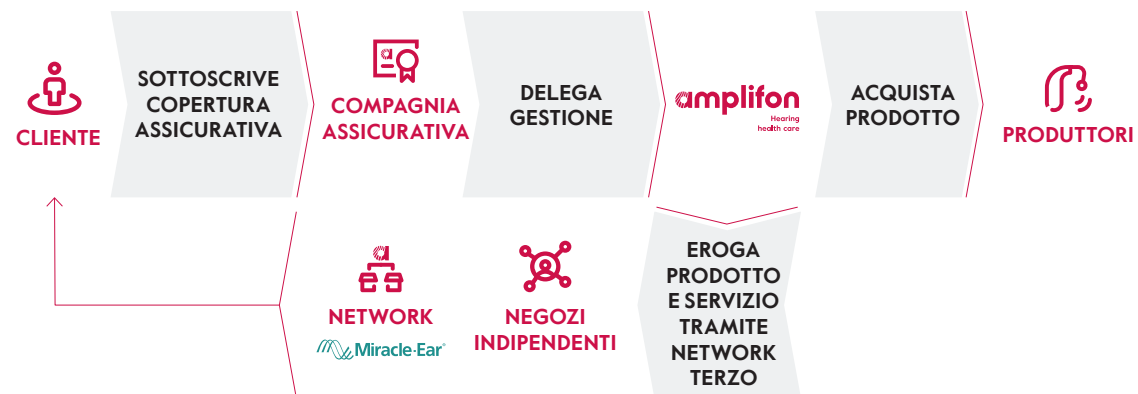 CLIENTE
SOTTOSCRIVE
COPERTURA
ASSICURATIVA
COMPAGNIA
ASSICURATIVA
DELEGA
GESTIONE
amplifon
Hearing
health care
ACQUISTA
PRODOTTO
PRODUTTORI
EROGA
PRODOTTO
E SERVIZIO
TRAMITE
NETWORK
TERZO
NEGOZI
INDIPENDENTI
NETWORK
Miracle-Ear®